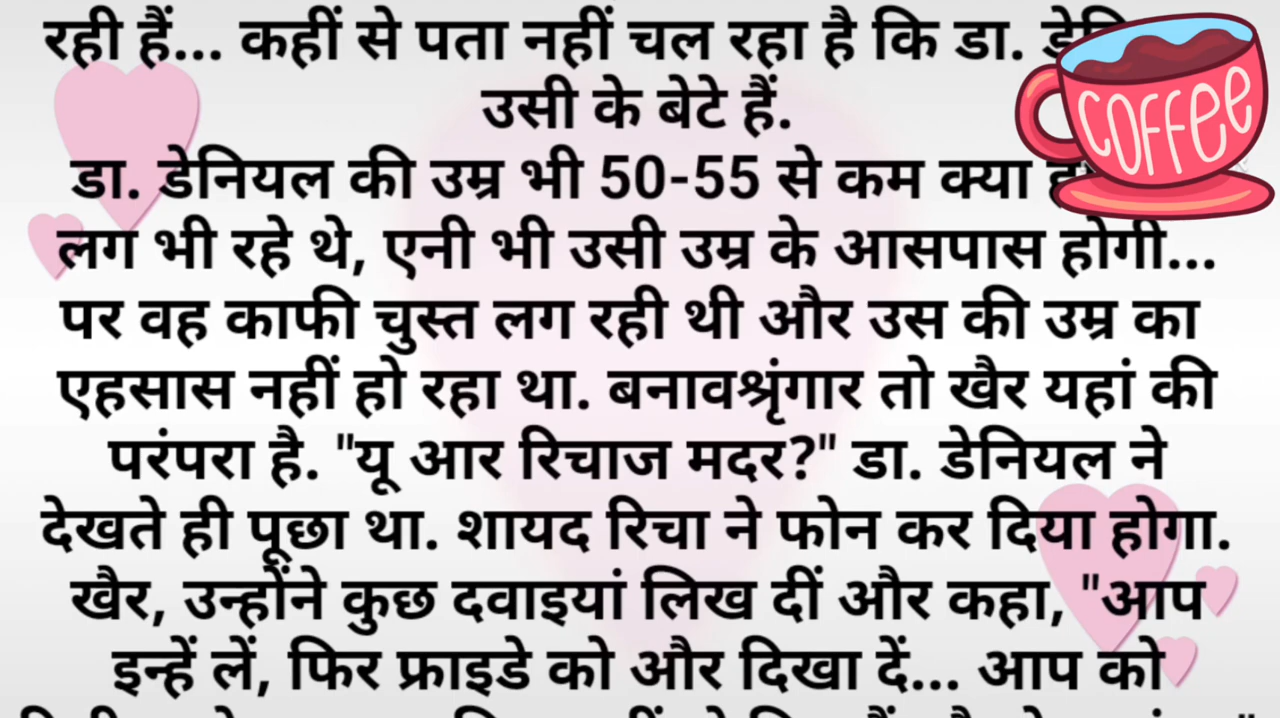 रही हैं... कहीं से पता नहीं चल रहा है कि डा.
उसी के बेटे हैं.
COFFee
डा. डेनियल की उम्र भी 50-55 से कम क्या
लग भी रहे थे, एनी भी उसी उम्र के आसपास होगी...
पर वह काफी चुस्त लग रही थी और उस की उम्र का
एहसास नहीं हो रहा था. बनावश्रृंगार तो खैर यहां की
परंपरा है. "यू आर रिचाज मदर?" डा. डेनियल ने
देखते ही पूछा था. शायद रिचा ने फोन कर दिया होगा.
खैर, उन्होंने कुछ दवाइयां लिख दीं और कहा, "आप
इन्हें लें, फिर फ्राइडे को और दिखा दें... आप को